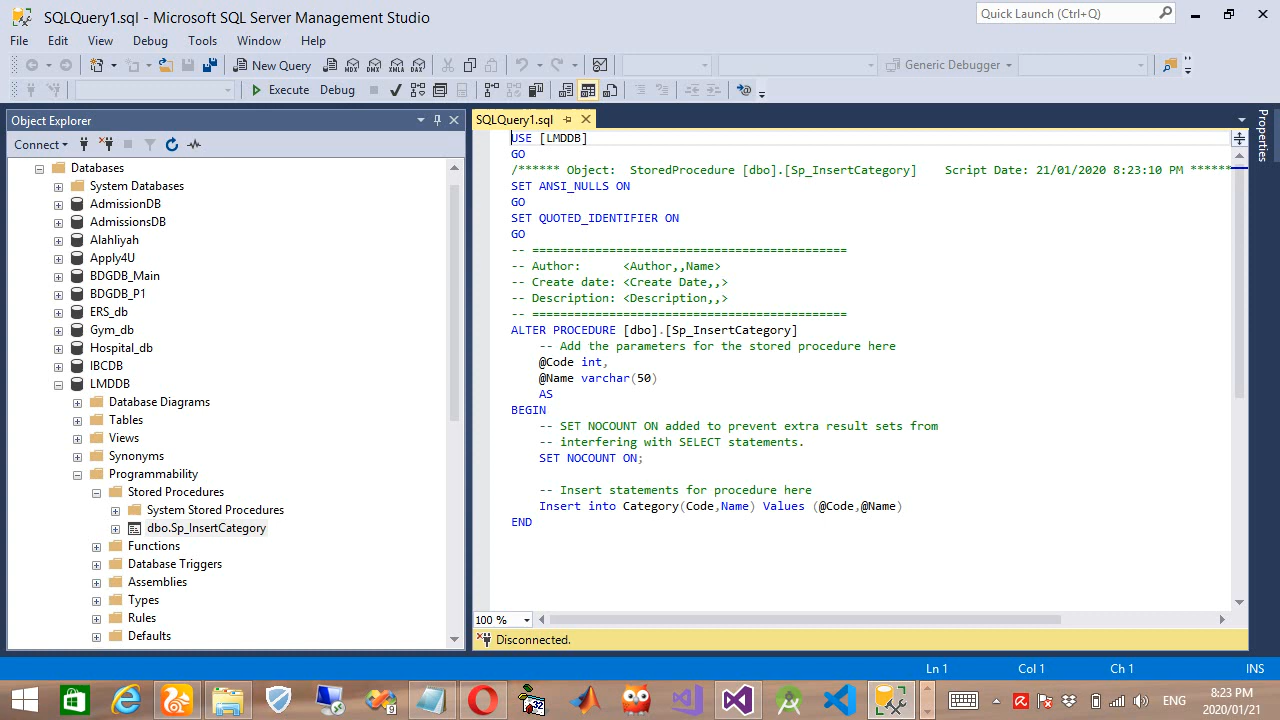 SQLQuery1.sql - Microsoft SQL Server Management Studio
Quick Launch (Ctrl+Q)
File Edit View Debug Tools Window Help
New Query MDX DMX XMLA DAX Generic Debugger
Execute Debug
Object Explorer
Connect
Databases
System Databases
AdmissionDB
AdmissionsDB
Alahliyah
Apply4U
BDGDB_Main
BDGDB_P1
ERS_db
Gym_db
Hospital_db
IBCDB
LMDDB
Database Diagrams
Tables
Views
Synonyms
Programmability
Stored Procedures
System Stored Procedures
dbo.Sp_InsertCategory
Functions
Database Triggers
Assemblies
Types
Rules
Defaults
SQLQuery1.sql
USE [LMDDB]
GO
/****** Object:  StoredProcedure [dbo].[Sp_InsertCategory]    Script Date: 21/01/2020 8:23:10 PM ******
SET ANSI_NULLS ON
GO
SET QUOTED_IDENTIFIER ON
GO
-- =============================================
-- Author:      <Author,,Name>
-- Create date: <Create Date,,>
-- Description: <Description,,>
-- =============================================
ALTER PROCEDURE [dbo].[Sp_InsertCategory]
-- Add the parameters for the stored procedure here
@Code int,
@Name varchar(50)
AS
BEGIN
-- SET NOCOUNT ON added to prevent extra result sets from
-- interfering with SELECT statements.
SET NOCOUNT ON;
-- Insert statements for procedure here
Insert into Category(Code,Name) Values (@Code,@Name)
END
100 %
Disconnected.
Properties
Ln 1 Col 1 Ch 1 INS
32
ENG
8:23 PM
2020/01/21